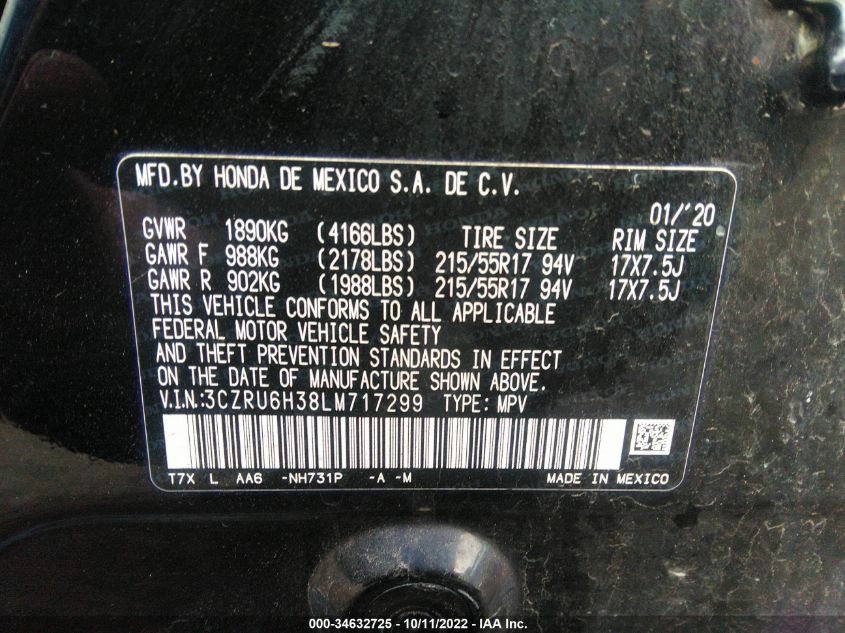 MFD.BY HONDA DE MEXICO S.A. DE C.V.
01/'20
GVWR 1890KG (4166LBS) TIRE SIZE RIM SIZE
GAWR F 988KG (2178LBS) 215/55R17 94V 17X7.5J
GAWR R 902KG (1988LBS) 215/55R17 94V 17X7.5J
THIS VEHICLE CONFORMS TO ALL APPLICABLE
FEDERAL MOTOR VEHICLE SAFETY
AND THEFT PREVENTION STANDARDS IN EFFECT
ON THE DATE OF MANUFACTURE SHOWN ABOVE.
V.I.N.:3CZRU6H38LM717299 TYPE: MPV
T7X L AA6 -NH731P -A -M MADE IN MEXICO
000-34632725 - 10/11/2022 - IAA Inc.